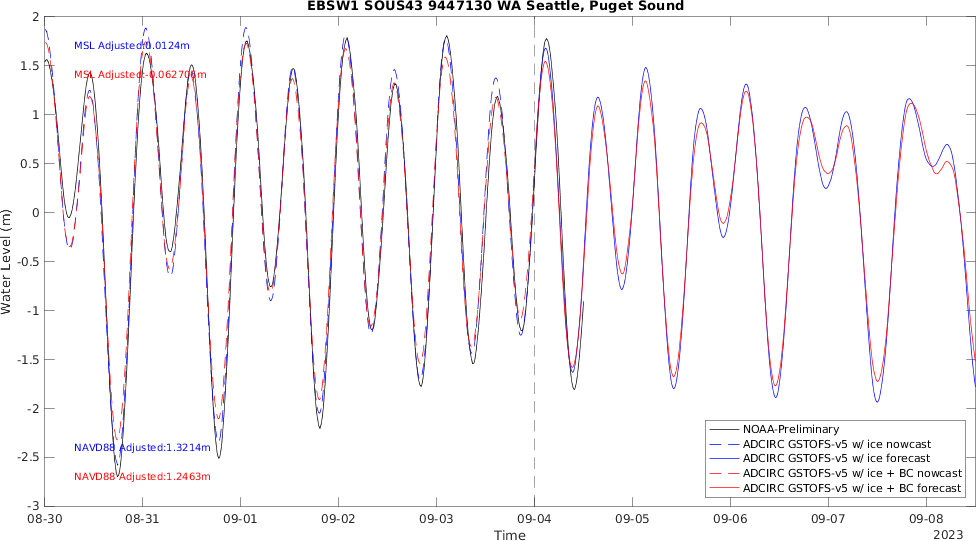 EBSW1 SOUS43 9447130 WA Seattle, Puget Sound
2
1.5
1
0.5
0
-0.5
-1
-1.5
-2
-2.5
-3
Water Level (m)
MSL Adjusted:0.0124m
MSL Adjusted:-0.062706m
NAVD88 Adjusted:1.3214m
NAVD88 Adjusted:1.2463m
NOAA-Preliminary
ADCIRC GSTOFS-v5 w/ ice nowcast
ADCIRC GSTOFS-v5 w/ ice forecast
ADCIRC GSTOFS-v5 w/ ice + BC nowcast
ADCIRC GSTOFS-v5 w/ ice + BC forecast
08-30
08-31
09-01
09-02
09-03
09-04
09-05
09-06
09-07
09-08
Time
2023